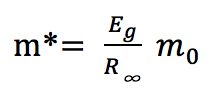 m*= E_g / R_∞ m_0